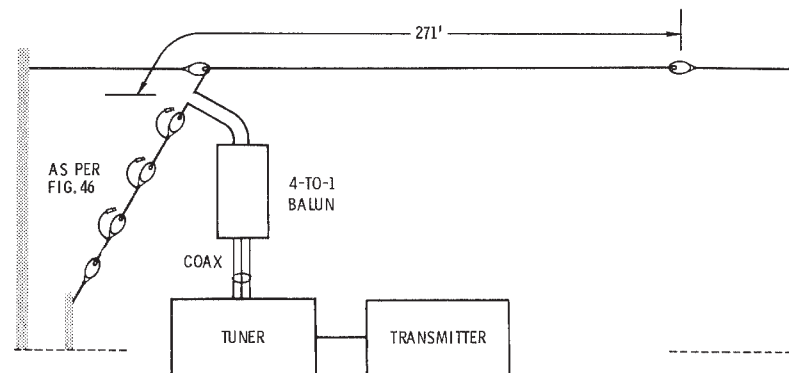 271'
AS PER
FIG. 46
4-TO-1
BALUN
COAX
TUNER
TRANSMITTER